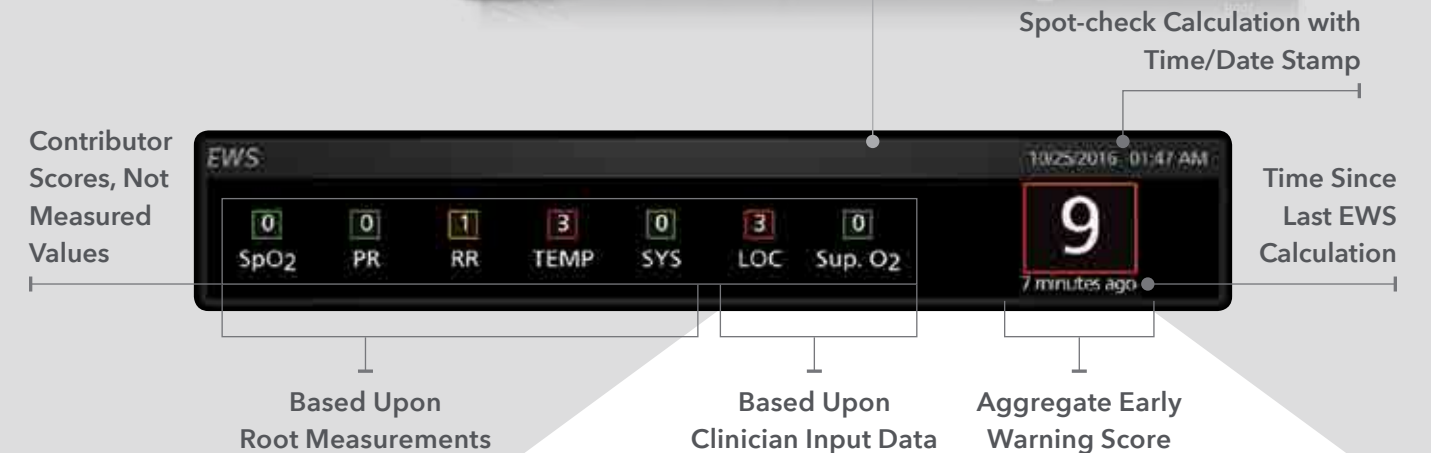 Spot-check Calculation with
Time/Date Stamp
Contributor
Scores, Not
Measured
Values
EWS
10/25/2016 01:47 AM
0 0 1 3 0 3 0
SpO2 PR RR TEMP SYS LOC Sup. O2
9
7 minutes ago
Time Since
Last EWS
Calculation
Based Upon
Root Measurements
Based Upon
Clinician Input Data
Aggregate Early
Warning Score